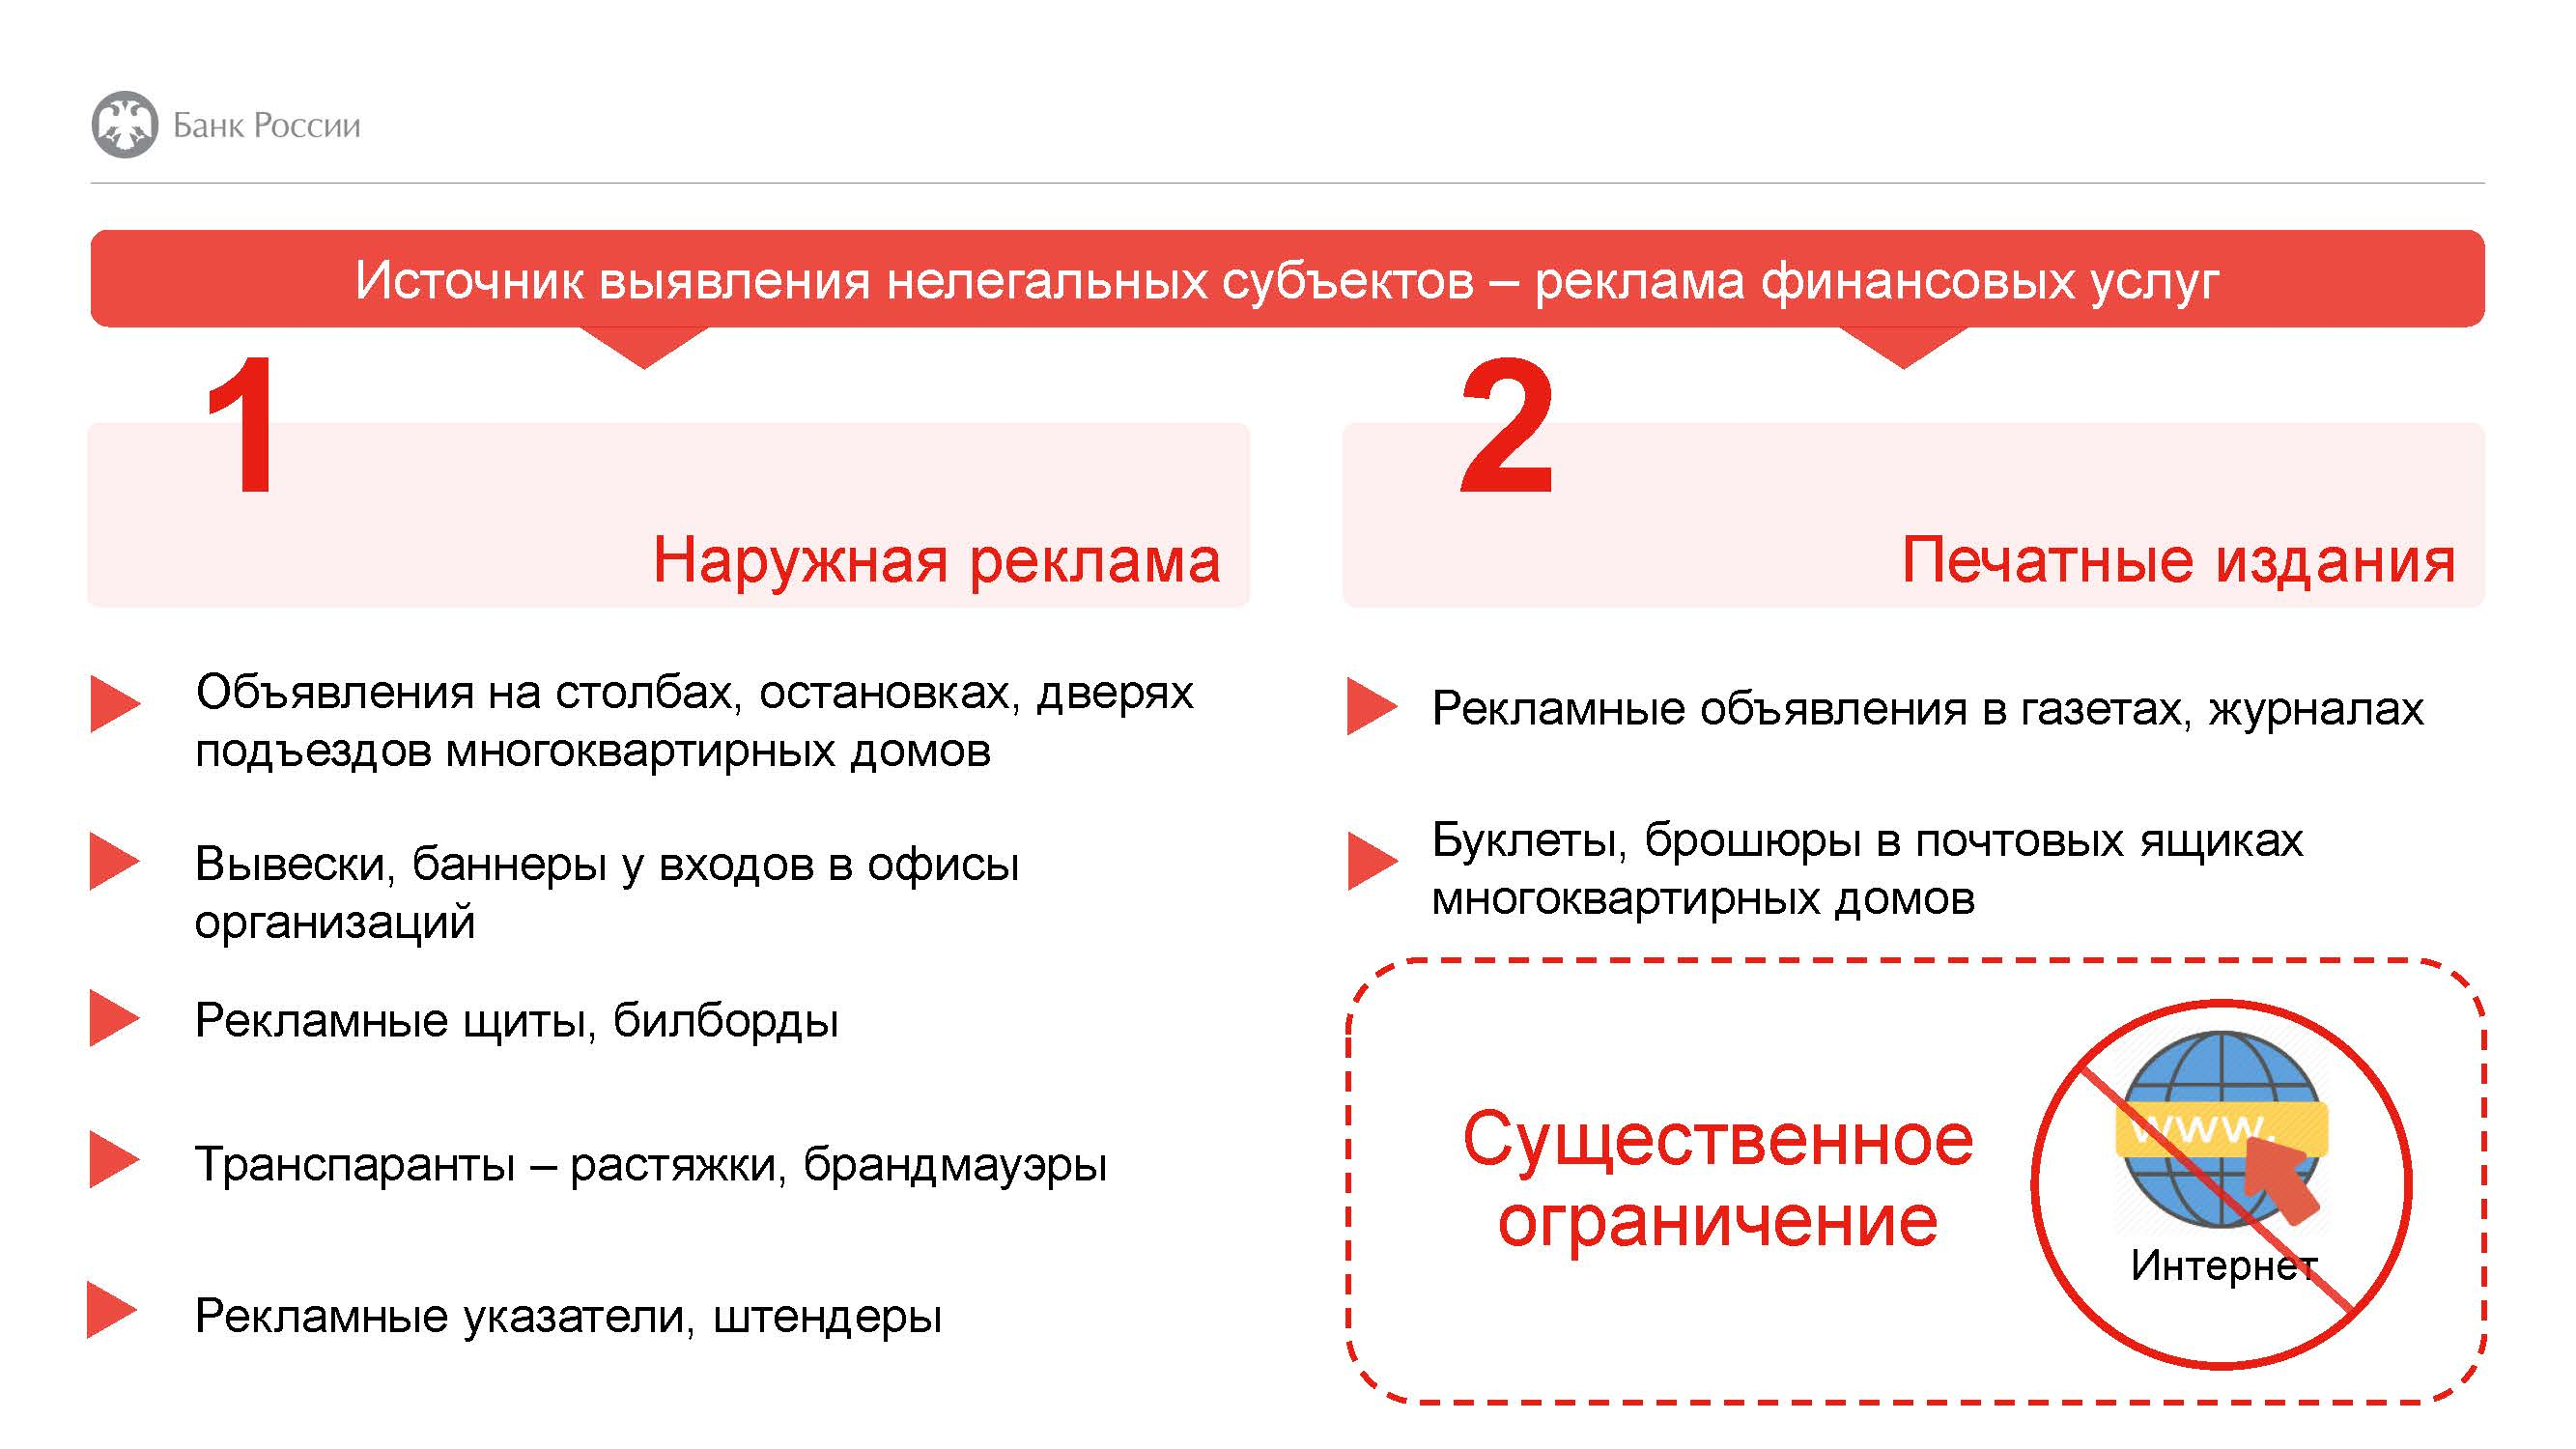 Банк России
Источник выявления нелегальных субъектов – реклама финансовых услуг
1
Наружная реклама
Объявления на столбах, остановках, дверях
подъездов многоквартирных домов
Вывески, баннеры у входов в офисы
организаций
Рекламные щиты, билборды
Транспаранты – растяжки, брандмауэры
Рекламные указатели, штендеры
2
Печатные издания
Рекламные объявления в газетах, журналах
Буклеты, брошюры в почтовых ящиках
многоквартирных домов
Существенное
ограничение
www.
Интернет